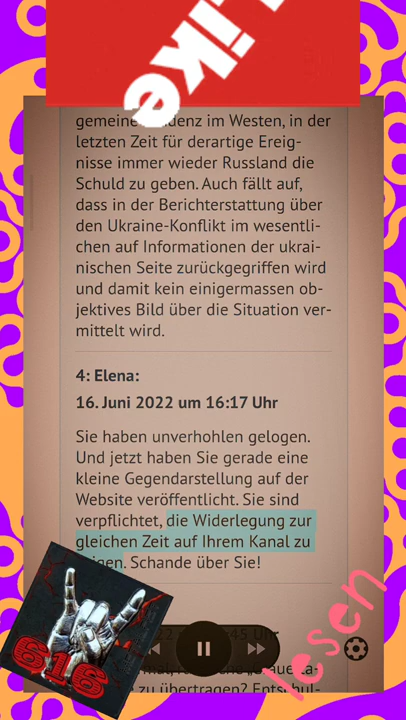 Like
gemeine
denz im Westen, in der
letzten Zeit für derartige Ereig-
nisse immer wieder Russland die
Schuld zu geben. Auch fällt auf,
dass in der Berichterstattung über
den Ukraine-Konflikt im wesentli-
chen auf Informationen der ukrai-
nischen Seite zurückgegriffen wird
und damit kein einigermassen ob-
jektives Bild über die Situation ver-
mittelt wird.
4: Elena:
16. Juni 2022 um 16:17 Uhr
Sie haben unverhohlen gelogen.
Und jetzt haben Sie gerade eine
kleine Gegendarstellung auf der
Website veröffentlicht. Sie sind
verpflichtet, die Widerlegung zur
gleichen Zeit auf Ihrem Kanal zu
Schande über Sie!
616
lesen
Uhr
zu übertragen? Entschul-